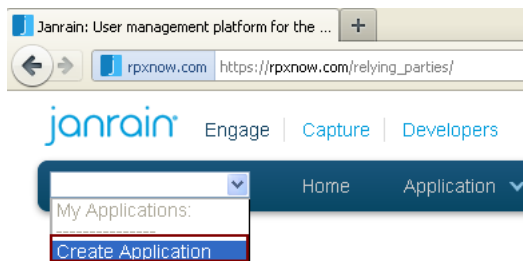 Janrain: User management platform for the ... +
rpxnow.com https://rpxnow.com/relying_parties/
janrain Engage Capture Developers
Home Application
My Applications:
---------------
Create Application